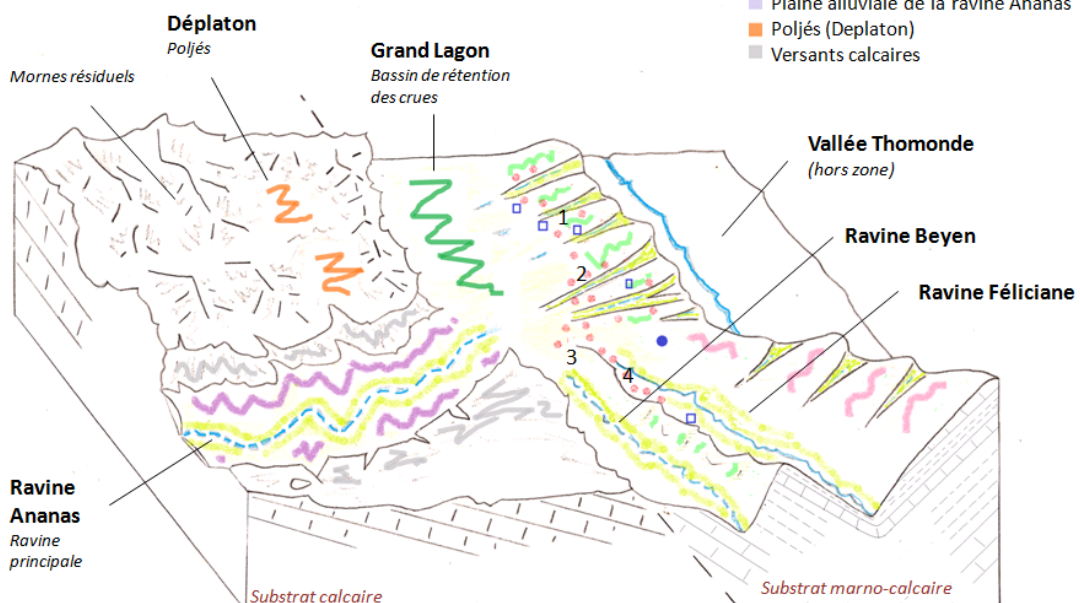 Plaine alluviale de la ravine Ananas
Poljés (Deplaton)
Versants calcaires
Déplaton
Poljés
Mornes résiduels
Grand Lagon
Bassin de rétention
des crues
Vallée Thomonde
(hors zone)
Ravine Beyen
Ravine Féliciane
1
2
3
4
Ravine
Ananas
Ravine
principale
Substrat calcaire
Substrat marno-calcaire